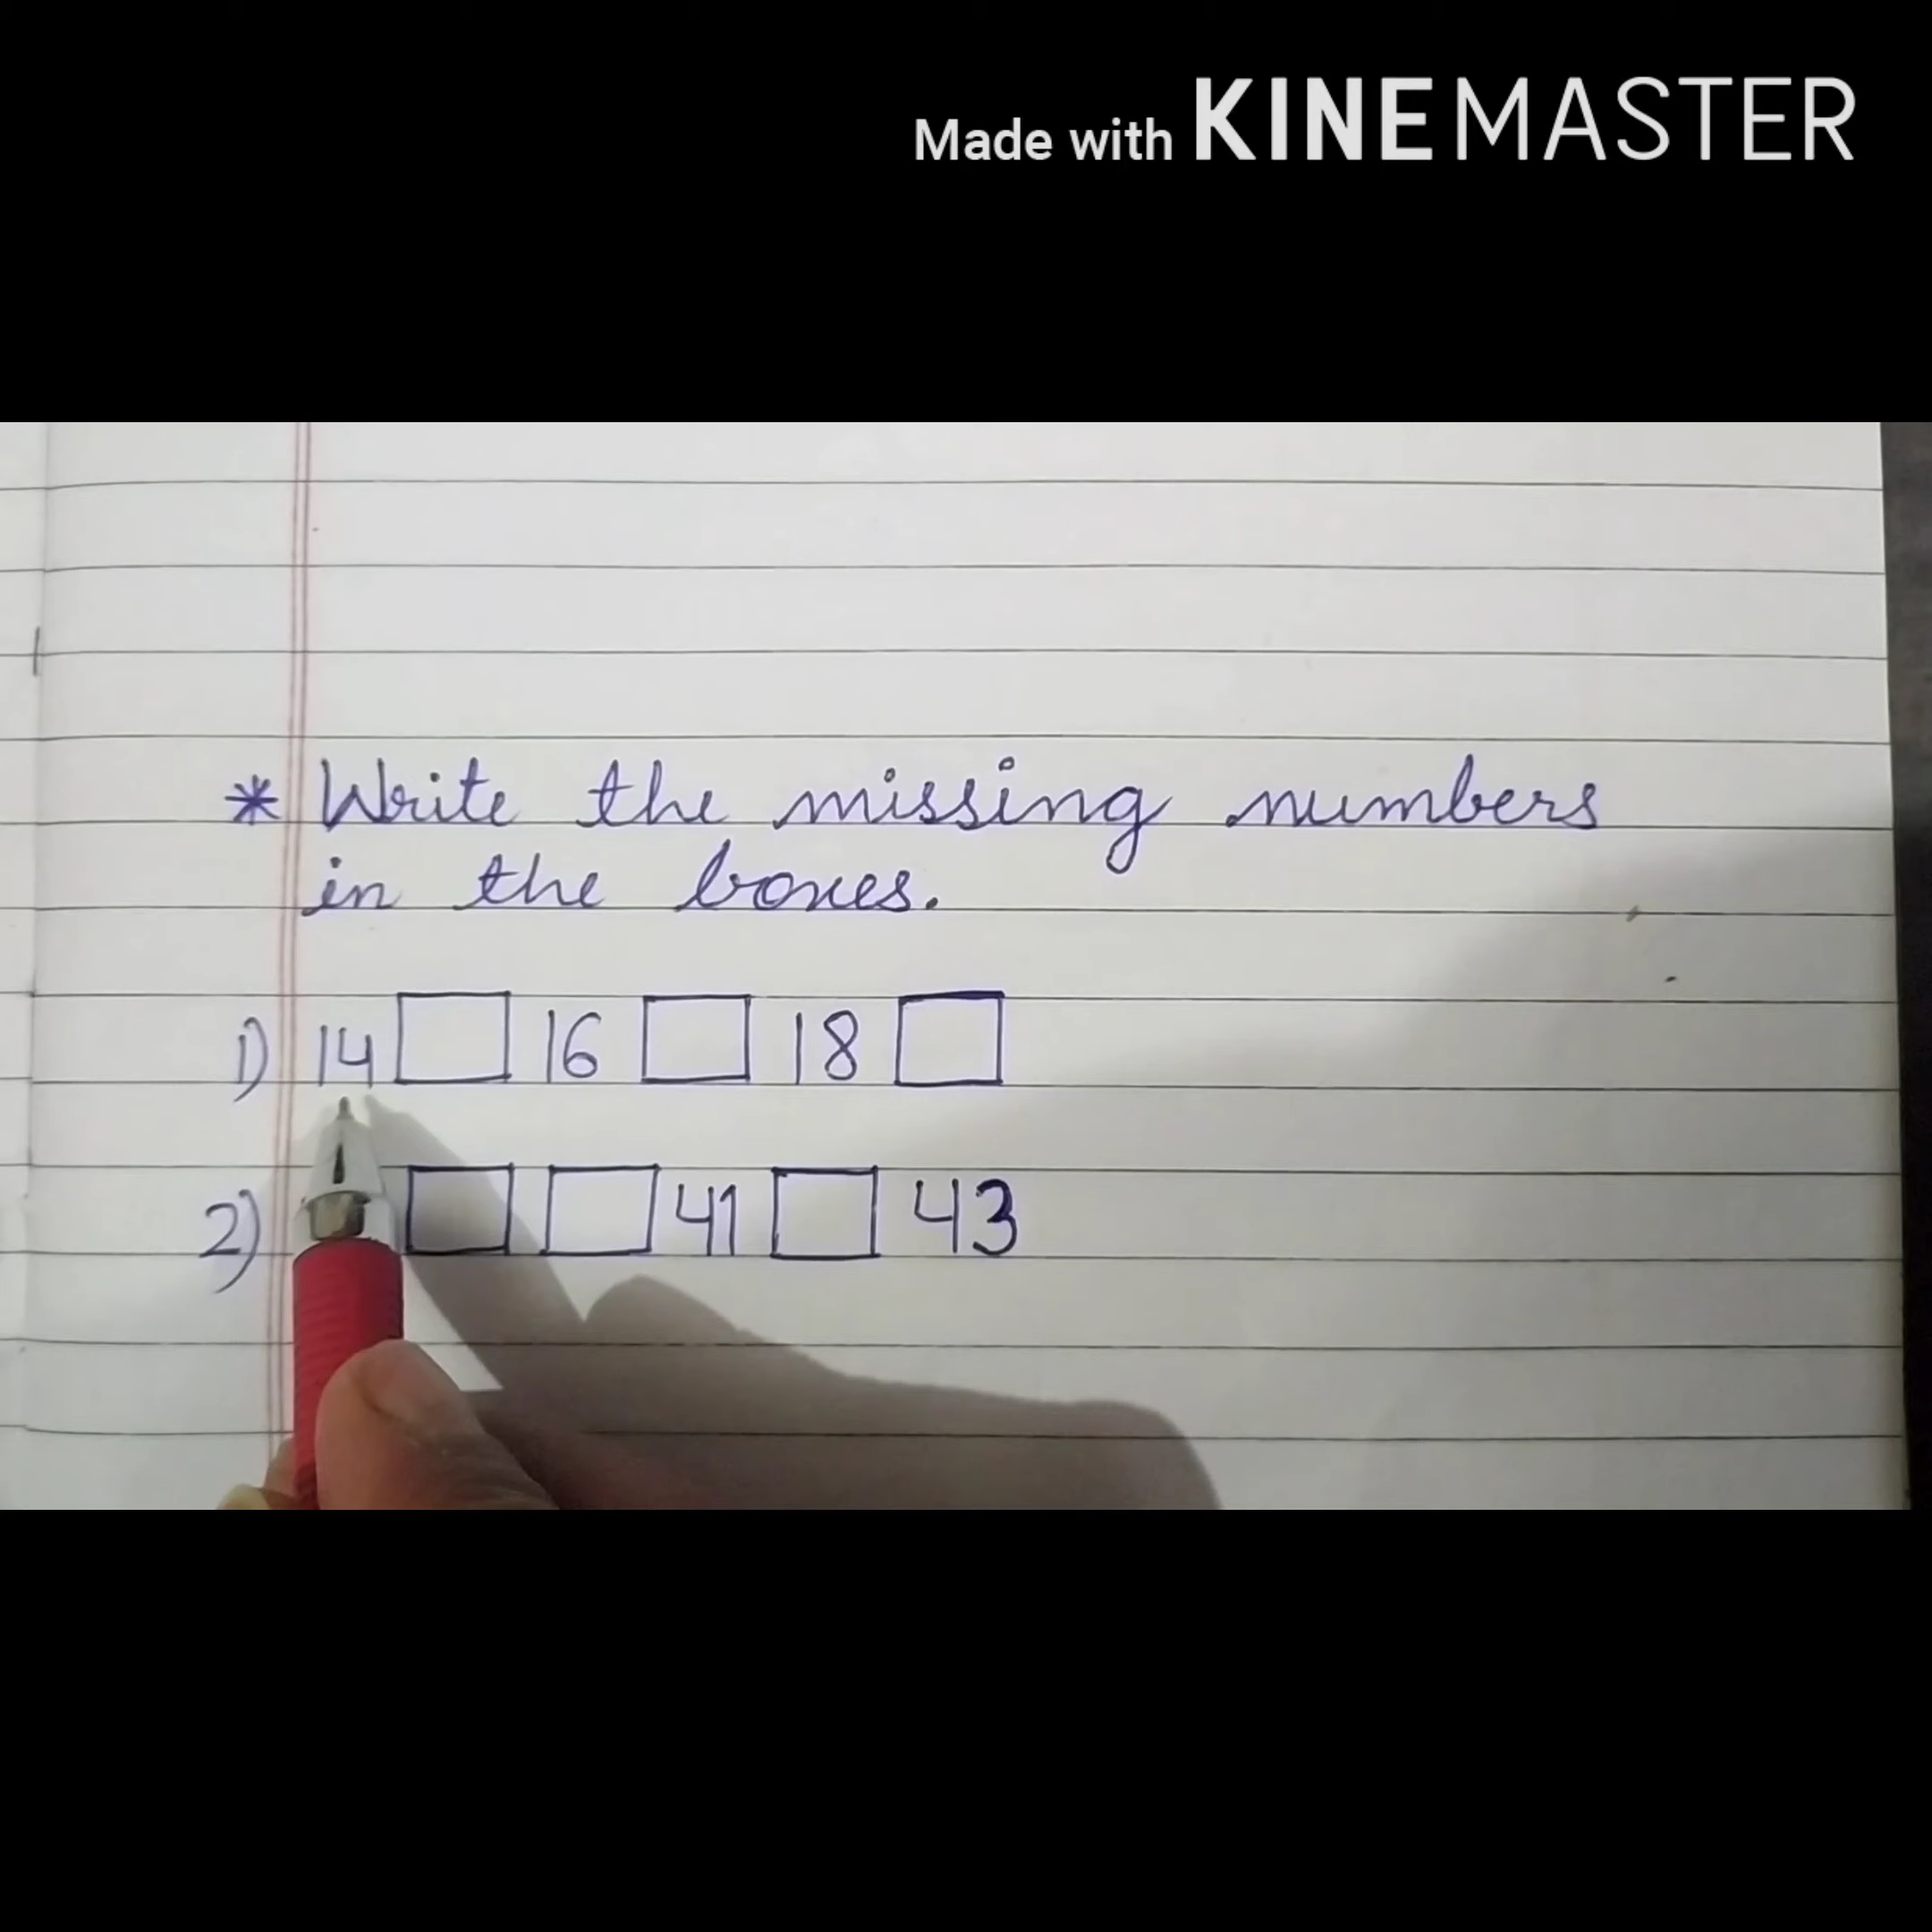 Made with KINEMASTER
* Write the missing numbers
in the boxes.
1) 14 □ 16 □ 18 □
2) □ □ 41 □ 43